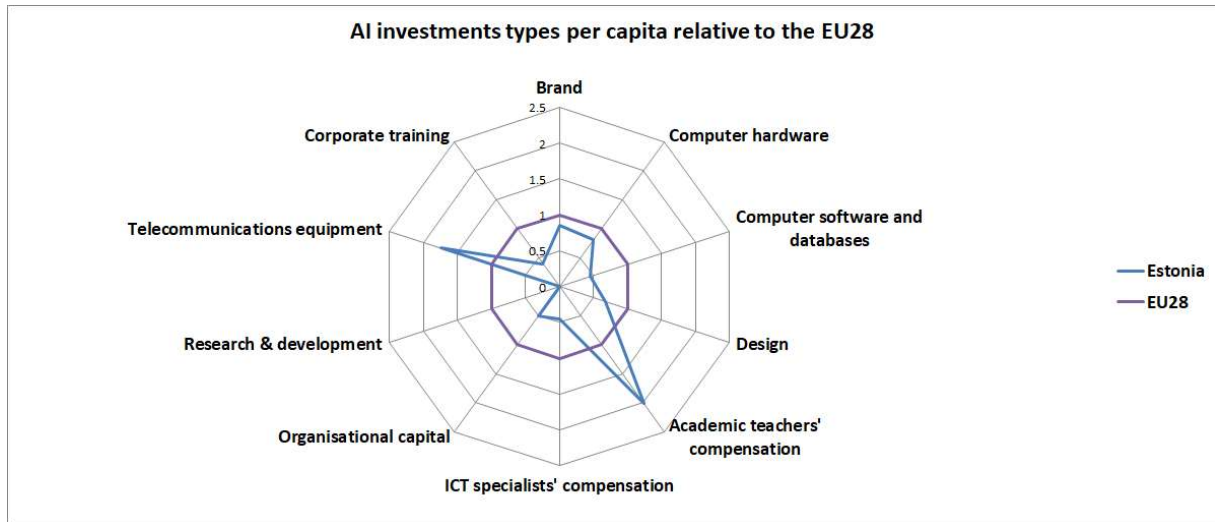 AI investments types per capita relative to the EU28
Brand
2.5
Corporate training
Computer hardware
2
1.5
Telecommunications equipment
Computer software and
databases
1
0.5
Estonia
0
EU28
Research & development
Design
Organisational capital
Academic teachers'
compensation
ICT specialists' compensation